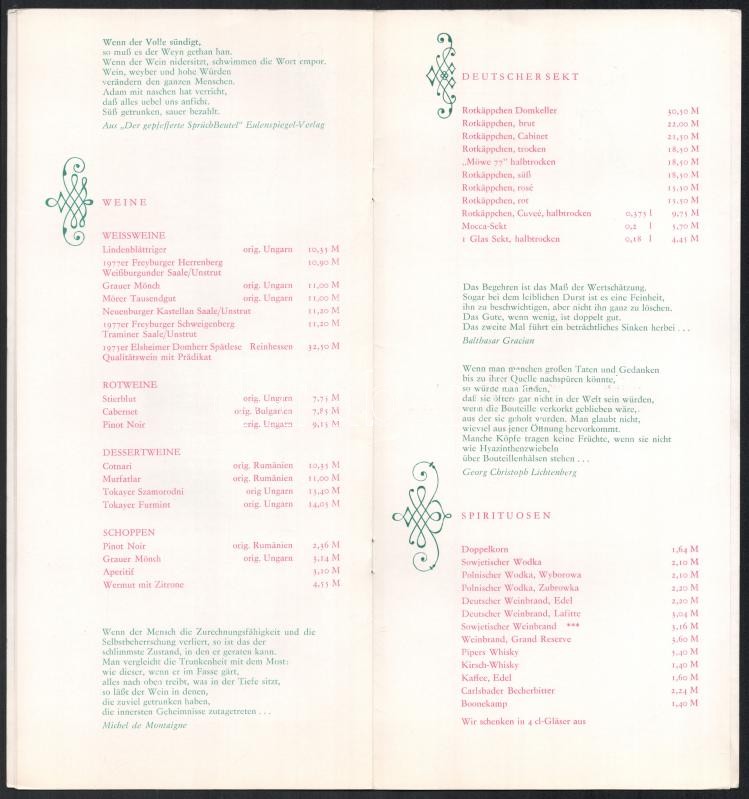 Wenn der Volle sündigt,
so muß es der Weyn gethan han.
Wenn der Wein nidersitzt, schwimmen die Wort empor.
Wein, weyber und hohe Würden
verändern den ganzen Menschen.
Adam mit naschen hat verricht,
daß alles uebel uns anficht.
Süß getrunken, sauer bezahlt.
Aus „Der gepfefferte SprüchBeutel" Eulenspiegel-Verlag
WEINE
WEISSWEINE
Lindenblättriger orig. Ungarn 10,35 M
1977er Freyburger Herrenberg 10,90 M
Weißburgunder Saale/Unstrut
Grauer Mönch orig. Ungarn 11,00 M
Mörer Tausendgut orig. Ungarn 11,00 M
Neuenburger Kastellan Saale/Unstrut 11,20 M
1977er Freyburger Schweigenberg 11,20 M
Traminer Saale/Unstrut
1973er Elsheimer Domherr Spätlese Reinhessen 32,50 M
Qualitätswein mit Prädikat
ROTWEINE
Stierblut orig. Ungarn 7,75 M
Cabernet orig. Bulgarien 7,85 M
Pinot Noir orig. Ungarn 9,15 M
DESSERTWEINE
Cotnari orig. Rumänien 10,35 M
Murfatlar orig. Rumänien 11,00 M
Tokayer Szamorodni orig Ungarn 13,40 M
Tokayer Furmint orig. Ungarn 14,05 M
SCHOPPEN
Pinot Noir orig. Rumänien 2,36 M
Grauer Mönch orig. Ungarn 3,14 M
Aperitif 3,10 M
Wermut mit Zitrone 4,55 M
Wenn der Mensch die Zurechnungsfähigkeit und die
Selbstbeherrschung verliert, so ist das der
schlimmste Zustand, in den er geraten kann.
Man vergleicht die Trunkenheit mit dem Most:
wie dieser, wenn er im Fasse gärt,
alles nach oben treibt, was in der Tiefe sitzt,
so läßt der Wein in denen,
die zuviel getrunken haben,
die innersten Geheimnisse zutagetreten . . .
Michel de Montaigne
DEUTSCHER SEKT
Rotkäppchen Domkeller 30,50 M
Rotkäppchen, brut 22,00 M
Rotkäppchen, Cabinet 21,50 M
Rotkäppchen, trocken 18,50 M
„Möwe 77" halbtrocken 18,50 M
Rotkäppchen, süß 18,50 M
Rotkäppchen, rosé 15,50 M
Rotkäppchen, rot 15,50 M
Rotkäppchen, Cuveé, halbtrocken 0,375 l 9,75 M
Mocca-Sekt 0,2 l 5,70 M
1 Glas Sekt, halbtrocken 0,18 l 4,45 M
Das Begehren ist das Maß der Wertschätzung.
Sogar bei dem leiblichen Durst ist es eine Feinheit,
ihn zu beschwichtigen, aber nicht ihn ganz zu löschen.
Das Gute, wenn wenig, ist doppelt gut.
Das zweite Mal führt ein beträchtliches Sinken herbei . . .
Balthasar Gracian
Wenn man manchen großen Taten und Gedanken
bis zu ihrer Quelle nachspüren könnte,
so würde man finden,
daß sie öfters gar nicht in der Welt sein würden,
wenn die Bouteille verkorkt geblieben wäre,
aus der sie geholt wurden. Man glaubt nicht,
wieviel aus jener Öffnung hervorkommt.
Manche Köpfe tragen keine Früchte, wenn sie nicht
wie Hyazinthenzwiebeln
über Bouteillenhälsen stehen . . .
Georg Christoph Lichtenberg
SPIRITUOSEN
Doppelkorn 1,64 M
Sowjetischer Wodka 2,10 M
Polnischer Wodka, Wyborowa 2,10 M
Polnischer Wodka, Zubrowka 2,20 M
Deutscher Weinbrand, Edel 2,20 M
Deutscher Weinbrand, Lafitte 3,04 M
Sowjetischer Weinbrand *** 3,16 M
Weinbrand, Grand Reserve 3,60 M
Pipers Whisky 5,40 M
Kirsch-Whisky 1,40 M
Kaffee, Edel 1,60 M
Carlsbader Becherbitter 2,24 M
Boonekamp 1,40 M
Wir schenken in 4 cl-Gläser aus